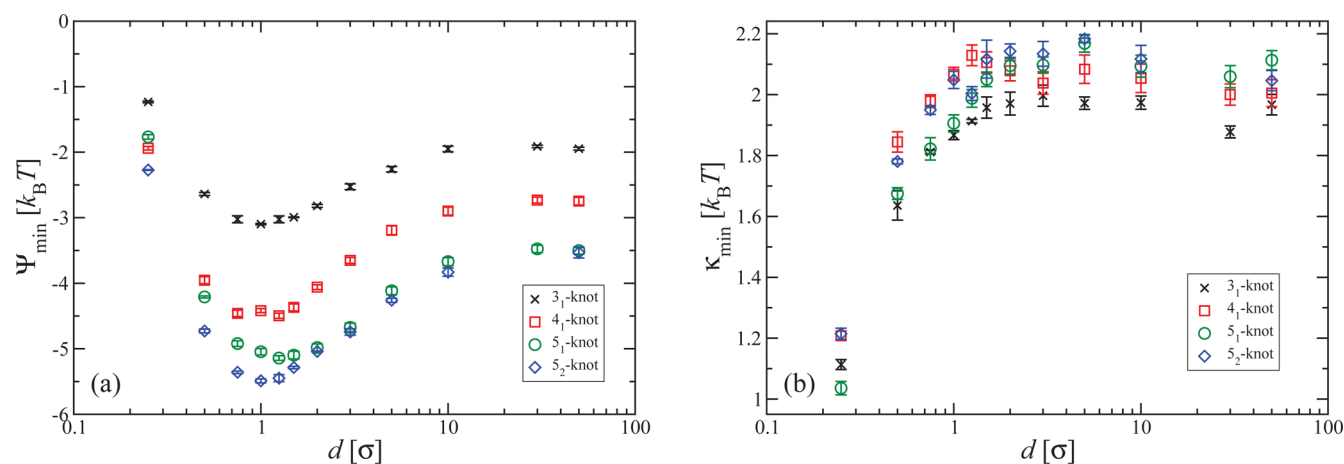 0
-1
-2
-3
-4
-5
-6
Ψmin [kBT]
(a)
3₁-knot
4₁-knot
5₁-knot
5₂-knot
0.1
1
10
100
d [σ]
2.2
2
1.8
1.6
1.4
1.2
1
κmin [kBT]
(b)
3₁-knot
4₁-knot
5₁-knot
5₂-knot
0.1
1
10
100
d [σ]